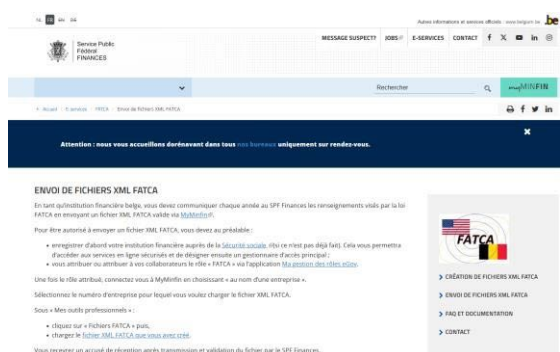 NL FR EN DE
Autres informations et services officiels : www.belgium.be .be
Service Public
Fédéral
FINANCES
MESSAGE SUSPECT? JOBS E-SERVICES CONTACT
Rechercher
myMINFIN
Accueil E-services FATCA Envoi de fichiers XML FATCA
Attention : nous vous accueillons dorénavant dans tous nos bureaux uniquement sur rendez-vous.
ENVOI DE FICHIERS XML FATCA
En tant qu'institution financière belge, vous devez communiquer chaque année au SPF Finances les renseignements visés par la loi
FATCA en envoyant un fichier XML FATCA valide via MyMinfin.
Pour être autorisé à envoyer un fichier XML FATCA, vous devez au préalable :
• enregistrer d'abord votre institution financière auprès de la Sécurité sociale, (si ce n'est pas déjà fait). Cela vous permettra
d'accéder aux services en ligne sécurisés et de désigner ensuite un gestionnaire d'accès principal ;
• vous attribuer ou attribuer à vos collaborateurs le rôle « FATCA » via l'application Ma gestion des rôles eGov.
Une fois le rôle attribué, connectez-vous à MyMinfin en choisissant « au nom d'une entreprise ».
Sélectionnez le numéro d'entreprise pour lequel vous voulez charger le fichier XML FATCA.
Sous « Mes outils professionnels » :
• cliquez sur « Fichiers FATCA » puis,
• chargez le fichier XML FATCA que vous avez créé.
Vous recevrez un accusé de réception après transmission et validation du fichier par le SPF Finances.
FATCA
CRÉATION DE FICHIERS XML FATCA
ENVOI DE FICHIERS XML FATCA
FAQ ET DOCUMENTATION
CONTACT